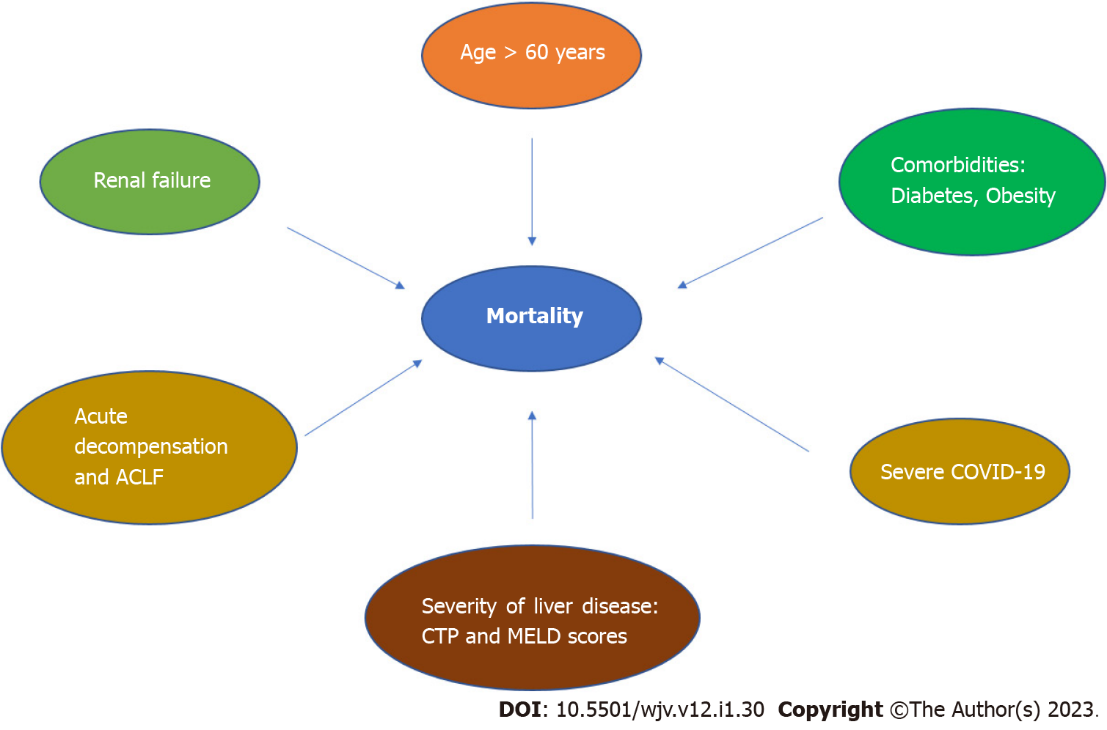 Age > 60 years
Renal failure
Comorbidities:
Diabetes, Obesity
Mortality
Acute
decompensation
and ACLF
Severe COVID-19
Severity of liver disease:
CTP and MELD scores
DOI: 10.5501/wjv.v12.i1.30 Copyright ©The Author(s) 2023.